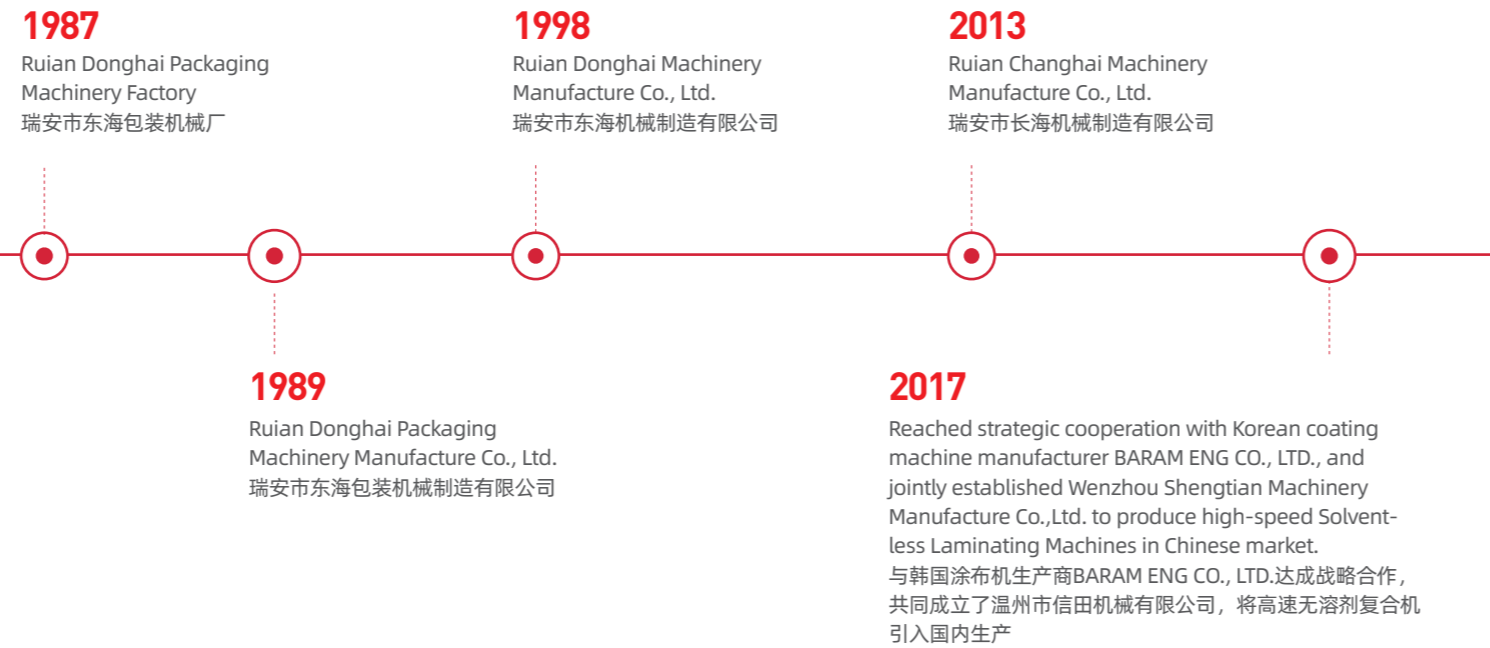 1987
Ruian Donghai Packaging
Machinery Factory
瑞安市东海包装机械厂
1998
Ruian Donghai Machinery
Manufacture Co., Ltd.
瑞安市东海机械制造有限公司
2013
Ruian Changhai Machinery
Manufacture Co., Ltd.
瑞安市长海机械制造有限公司
1989
Ruian Donghai Packaging
Machinery Manufacture Co., Ltd.
瑞安市东海包装机械制造有限公司
2017
Reached strategic cooperation with Korean coating
machine manufacturer BARAM ENG CO., LTD., and
jointly established Wenzhou Shengtian Machinery
Manufacture Co.,Ltd. to produce high-speed Solvent-
less Laminating Machines in Chinese market.
与韩国涂布机生产商BARAM ENG CO., LTD.达成战略合作，
共同成立了温州市信田机械有限公司，将高速无溶剂复合机
引入国内生产